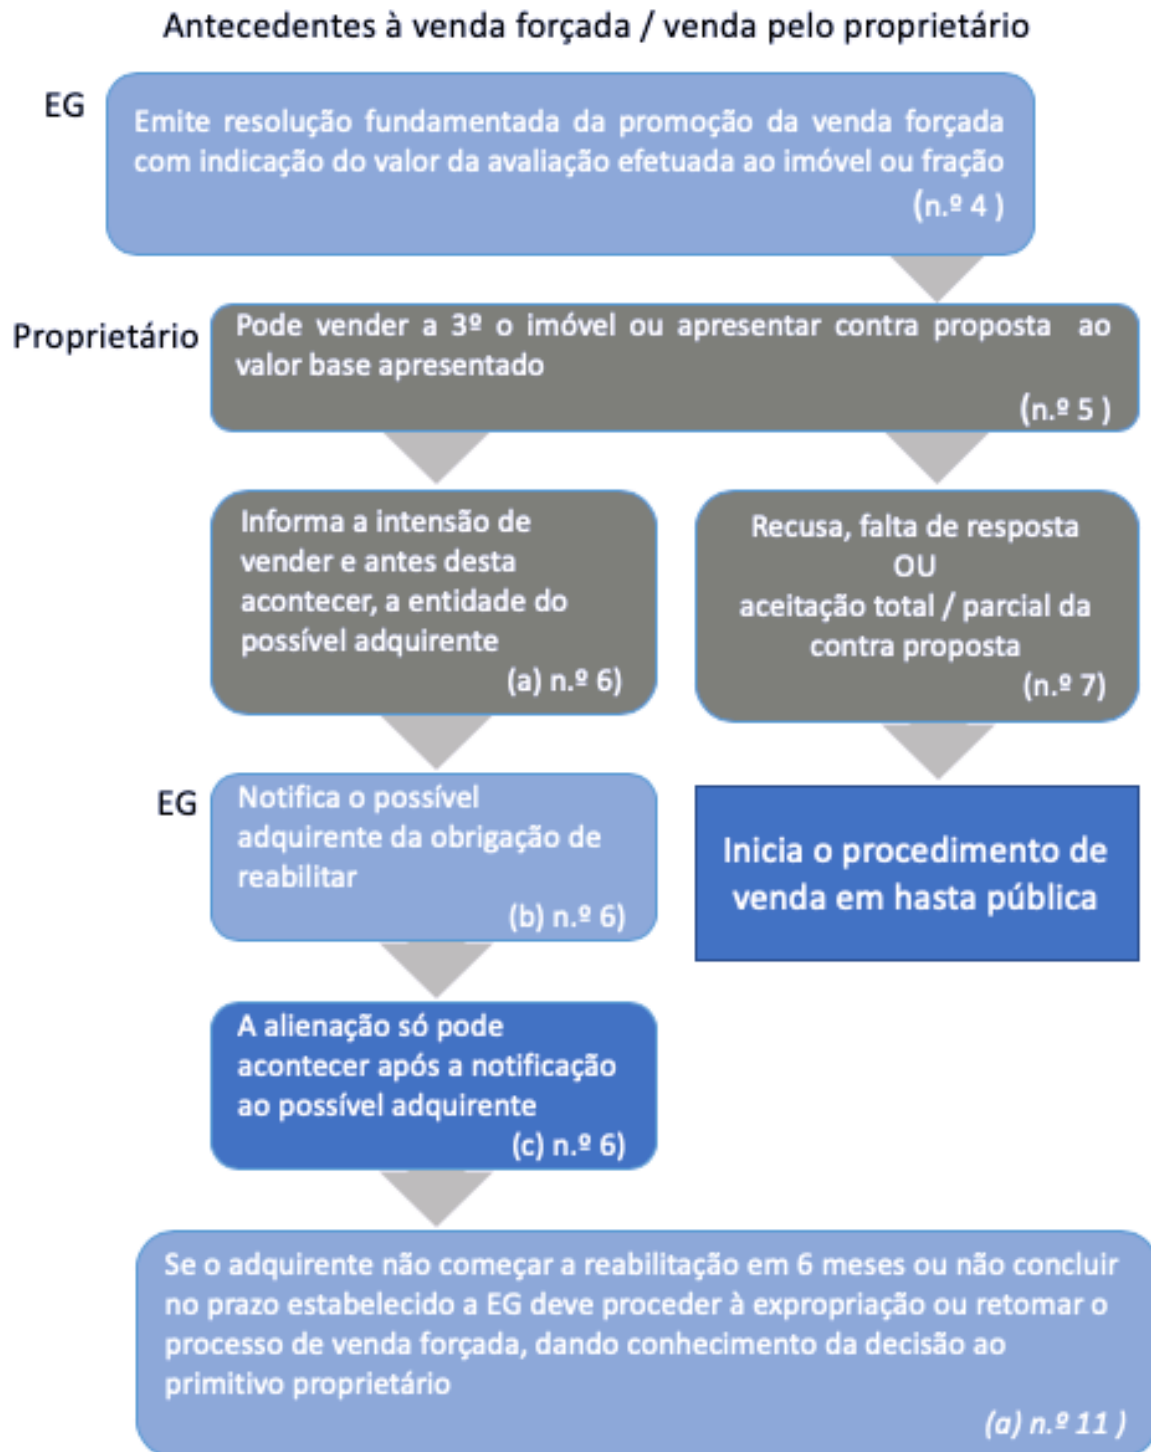 Antecedentes à venda forçada / venda pelo proprietário
EG
Emite resolução fundamentada da promoção da venda forçada
com indicação do valor da avaliação efetuada ao imóvel ou fração
(n.º 4 )
Proprietário
Pode vender a 3º o imóvel ou apresentar contra proposta ao
valor base apresentado
(n.º 5 )
Informa a intensão de
vender e antes desta
acontecer, a entidade do
possível adquirente
(a) n.º 6)
Recusa, falta de resposta
OU
aceitação total / parcial da
contra proposta
(n.º 7)
EG
Notifica o possível
adquirente da obrigação de
reabilitar
(b) n.º 6)
Inicia o procedimento de
venda em hasta pública
A alienação só pode
acontecer após a notificação
ao possível adquirente
(c) n.º 6)
Se o adquirente não começar a reabilitação em 6 meses ou não concluir
no prazo estabelecido a EG deve proceder à expropriação ou retomar o
processo de venda forçada, dando conhecimento da decisão ao
primitivo proprietário
(a) n.º 11 )